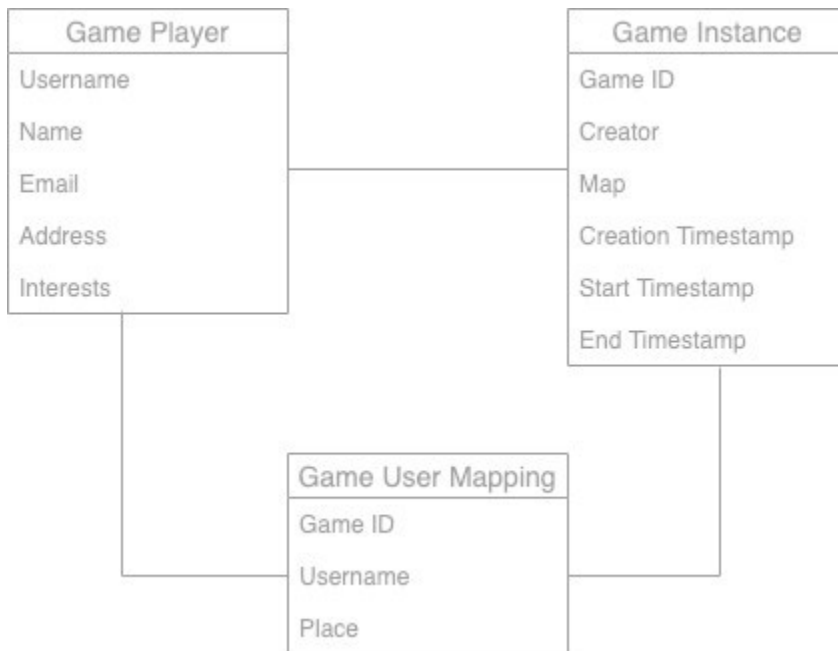 Game Player
Username
Name
Email
Address
Interests
Game Instance
Game ID
Creator
Map
Creation Timestamp
Start Timestamp
End Timestamp
Game User Mapping
Game ID
Username
Place